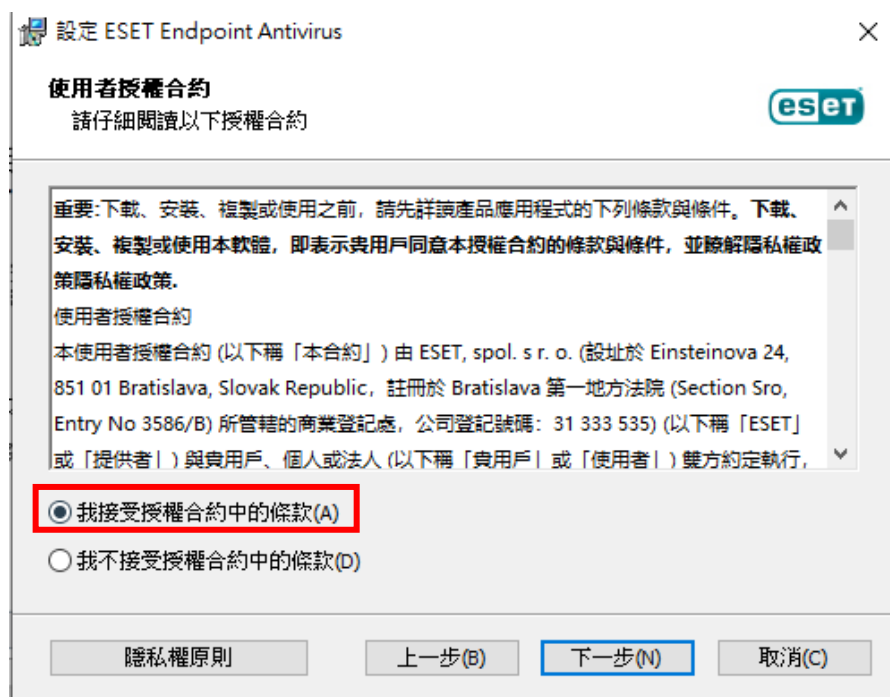 設定 ESET Endpoint Antivirus
使用者授權合約
請仔細閱讀以下授權合約
eset
重要:下載、安裝、複製或使用之前，請先詳讀產品應用程式的下列條款與條件。下載、
安裝、複製或使用本軟體，即表示貴用戶同意本授權合約的條款與條件，並瞭解隱私權政
策隱私權政策.
使用者授權合約
本使用者授權合約 (以下稱「本合約」) 由 ESET, spol. s r. o. (設址於 Einsteinova 24,
851 01 Bratislava, Slovak Republic，註冊於 Bratislava 第一地方法院 (Section Sro,
Entry No 3586/B) 所管轄的商業登記處，公司登記號碼：31 333 535) (以下稱「ESET」
或「提供者」) 與貴用戶、個人或法人 (以下稱「貴用戶」或「使用者」) 雙方約定執行，
我接受授權合約中的條款(A)
我不接受授權合約中的條款(D)
隱私權原則 上一步(B) 下一步(N) 取消(C)